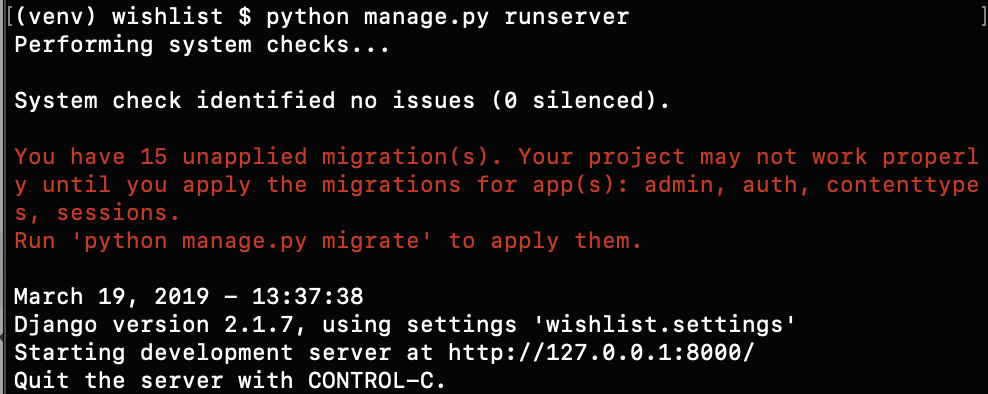 [(venv) wishlist $ python manage.py runserver ]
Performing system checks...
System check identified no issues (0 silenced).
You have 15 unapplied migration(s). Your project may not work properl
y until you apply the migrations for app(s): admin, auth, contenttype
s, sessions.
Run 'python manage.py migrate' to apply them.
March 19, 2019 - 13:37:38
Django version 2.1.7, using settings 'wishlist.settings'
Starting development server at http://127.0.0.1:8000/
Quit the server with CONTROL-C.